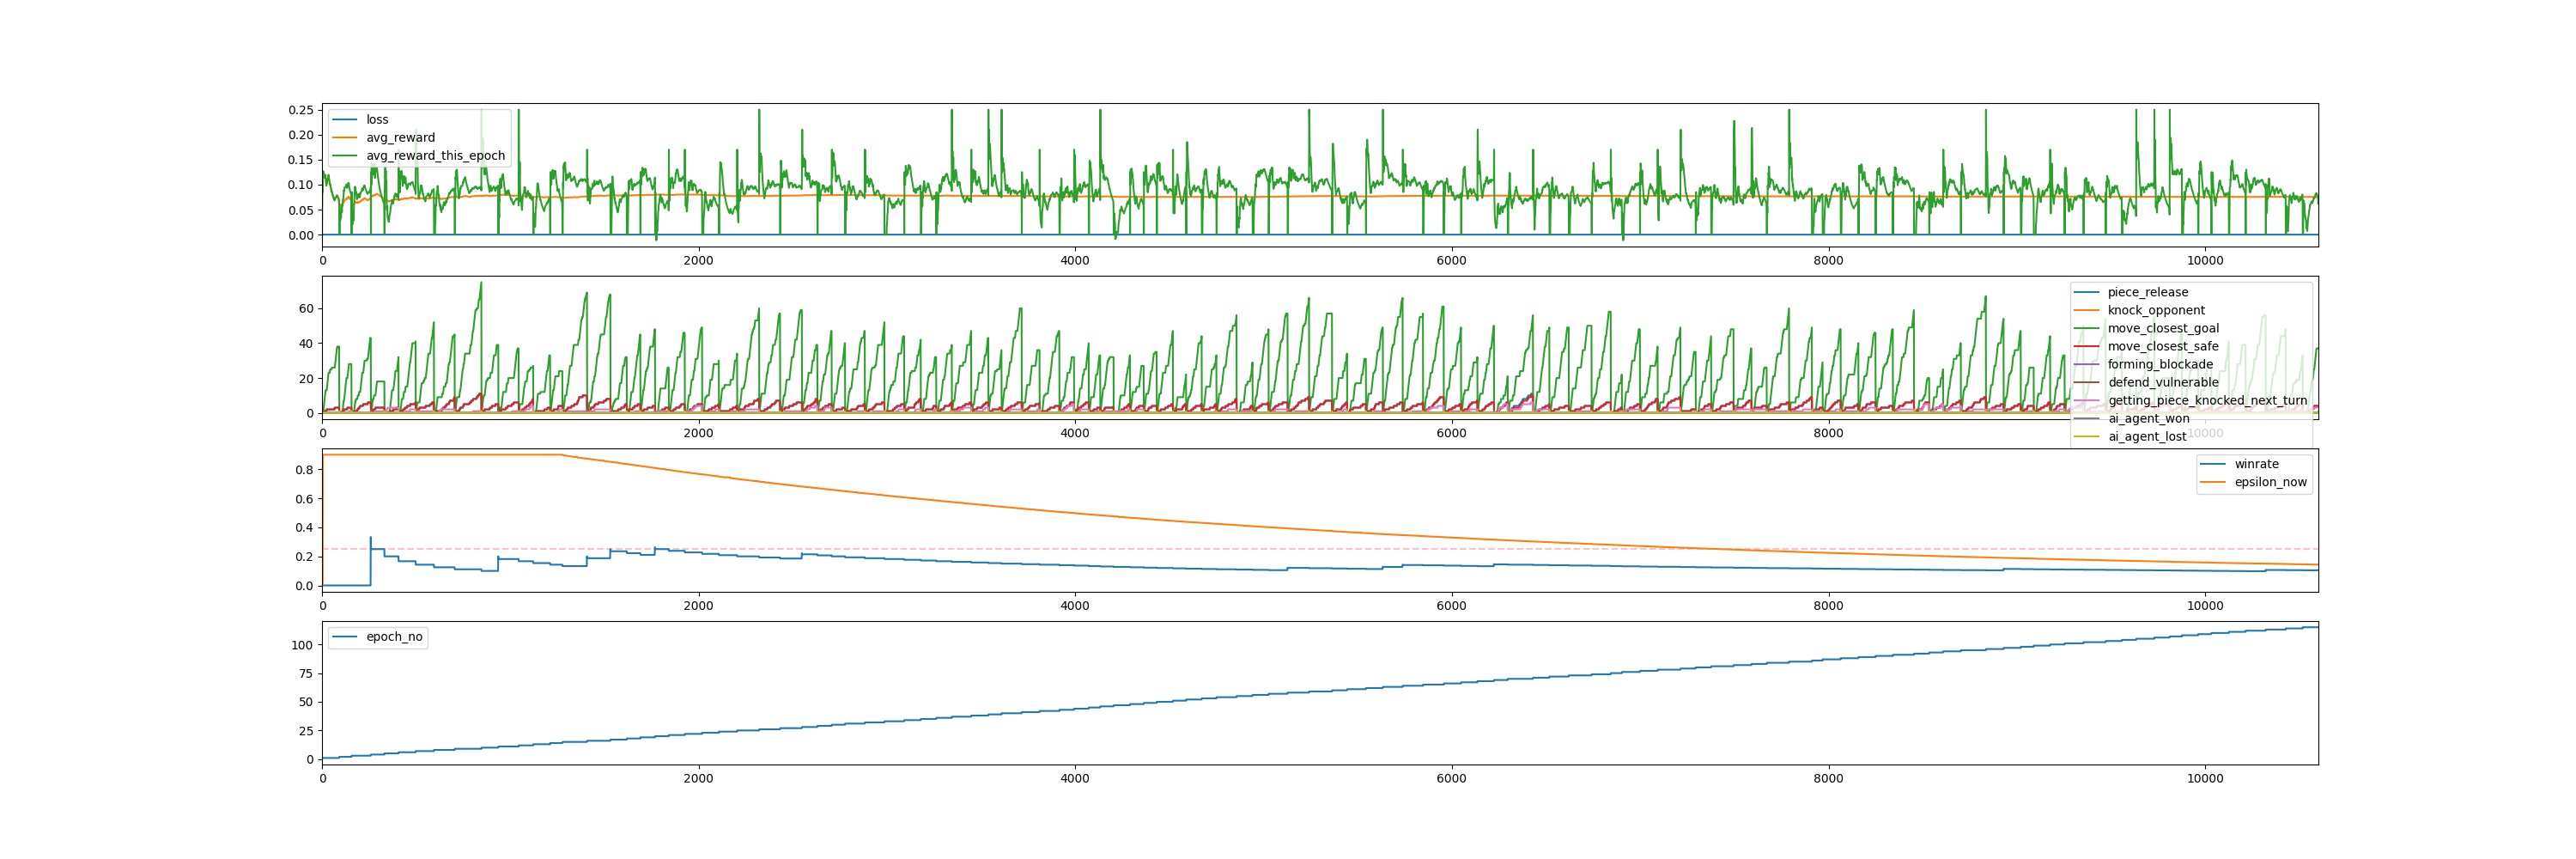 0.25
0.20
0.15
0.10
0.05
0.00
loss
avg_reward
avg_reward_this_epoch
0 2000 4000 6000 8000 10000
60
40
20
0
piece_release
knock_opponent
move_closest_goal
move_closest_safe
forming_blockade
defend_vulnerable
getting_piece_knocked_next_turn
ai_agent_won
ai_agent_lost
0 2000 4000 6000 8000 10000
0.8
0.6
0.4
0.2
0.0
winrate
epsilon_now
0 2000 4000 6000 8000 10000
100
75
50
25
0
epoch_no
0 2000 4000 6000 8000 10000